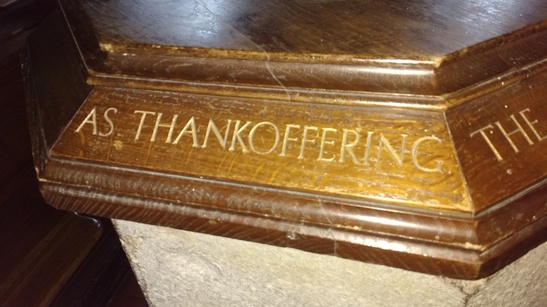 AS THANKOFFERING THE